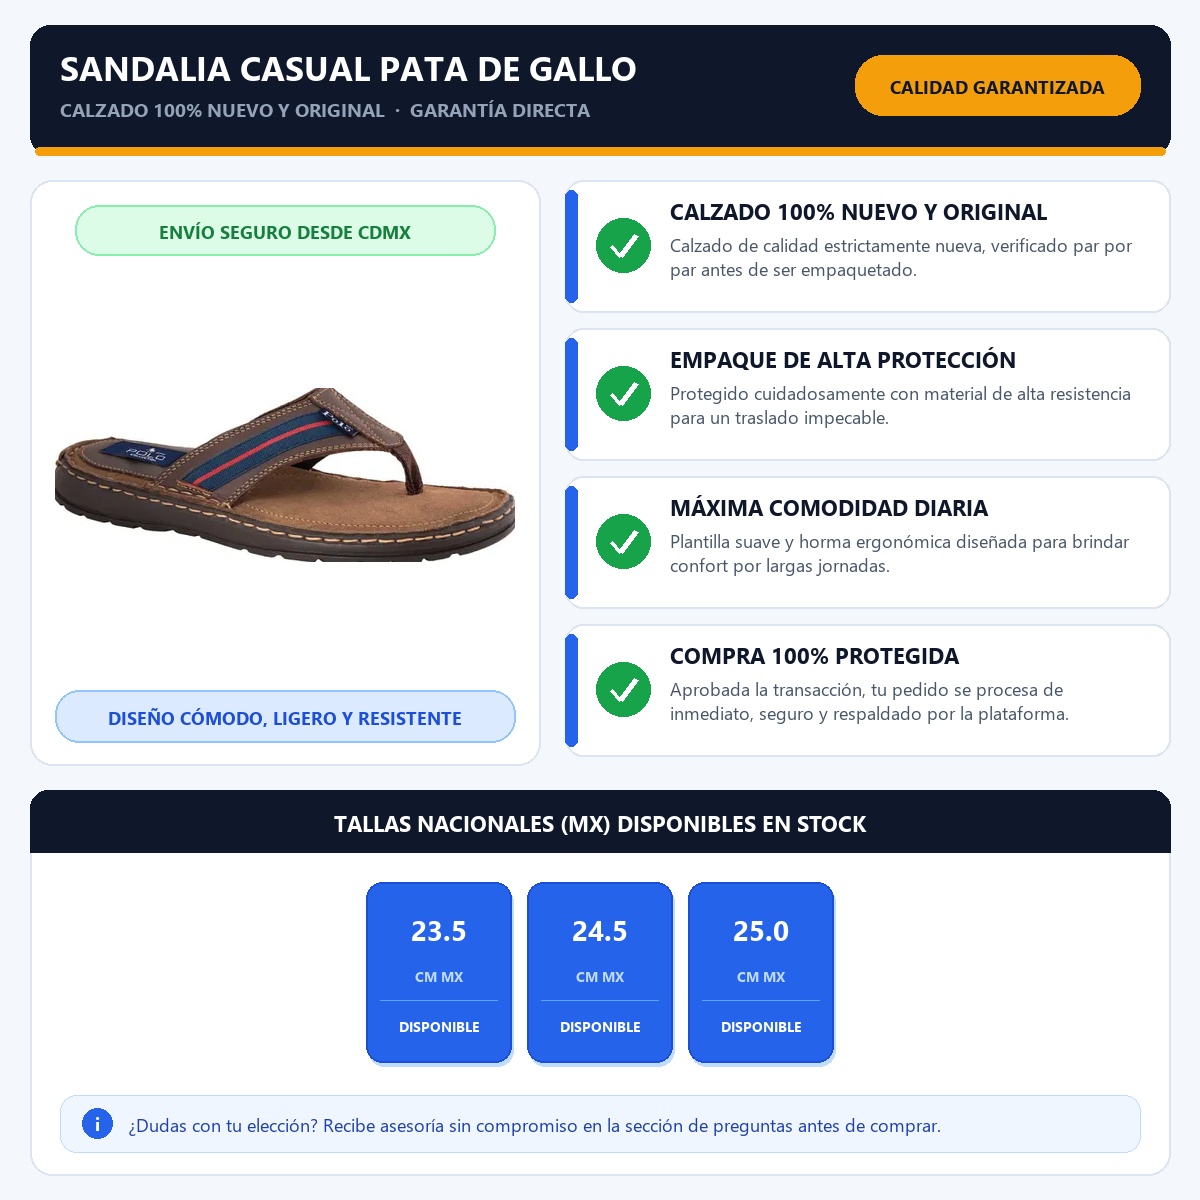 SANDALIA CASUAL PATA DE GALLO
CALZADO 100% NUEVO Y ORIGINAL · GARANTÍA DIRECTA
CALIDAD GARANTIZADA
ENVÍO SEGURO DESDE CDMX
POLO
Polo
DISEÑO CÓMODO, LIGERO Y RESISTENTE
CALZADO 100% NUEVO Y ORIGINAL
Calzado de calidad estrictamente nueva, verificado par por
par antes de ser empaquetado.
EMPAQUE DE ALTA PROTECCIÓN
Protegido cuidadosamente con material de alta resistencia
para un traslado impecable.
MÁXIMA COMODIDAD DIARIA
Plantilla suave y horma ergonómica diseñada para brindar
confort por largas jornadas.
COMPRA 100% PROTEGIDA
Aprobada la transacción, tu pedido se procesa de
inmediato, seguro y respaldado por la plataforma.
TALLAS NACIONALES (MX) DISPONIBLES EN STOCK
23.5
CM MX
DISPONIBLE
24.5
CM MX
DISPONIBLE
25.0
CM MX
DISPONIBLE
¿Dudas con tu elección? Recibe asesoría sin compromiso en la sección de preguntas antes de comprar.